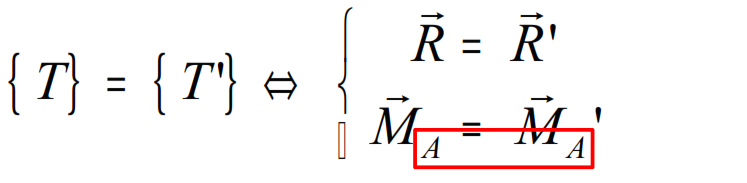 {T} = {T'} ⇔ { R⃗ = R⃗'
M⃗_A = M⃗_A'